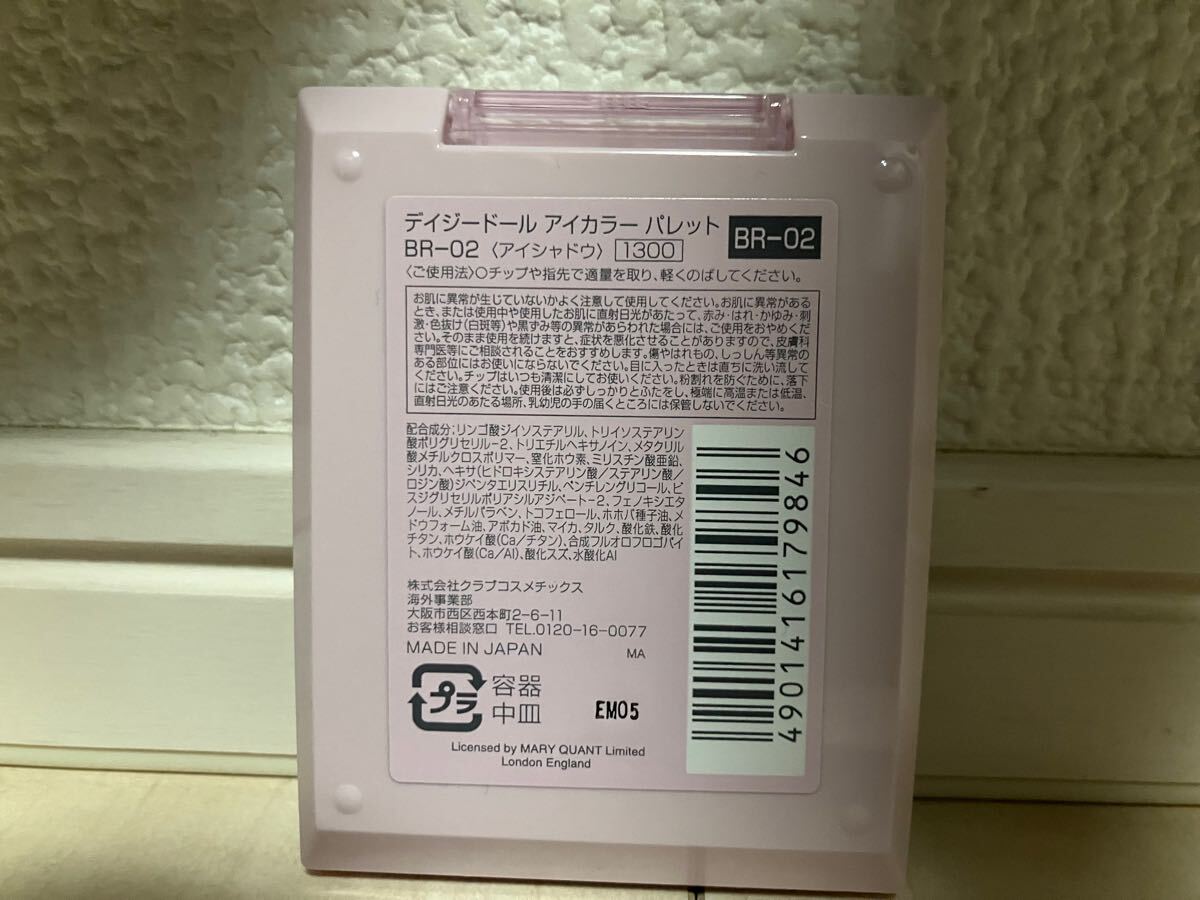 デイジードール アイカラー パレット
BR-02 〈アイシャドウ〉 1300
BR-02
〈ご使用法〉○チップや指先で適量を取り、軽くのばしてください。
お肌に異常が生じていないかよく注意して使用してください。お肌に異常がある
とき、または使用中や使用したお肌に直射日光があたって、赤み・はれ・かゆみ・刺
激・色抜け(白斑等)や黒ずみ等の異常があらわれた場合には、ご使用をおやめくだ
さい。そのまま使用を続けますと、症状を悪化させることがありますので、皮膚科
専門医等にご相談されることをおすすめします。傷やはれもの、しっしん等異常の
ある部位にはお使いにならないでください。目に入ったときは直ちに洗い流して
ください。チップはいつも清潔にしてお使いください。粉割れを防ぐために、落下
にはご注意ください。使用後は必ずしっかりとふたをし、極端に高温または低温、
直射日光のあたる場所、乳幼児の手の届くところには保管しないでください。
配合成分;リンゴ酸ジイソステアリル、トリイソステアリン
酸ポリグリセリル-2、トリエチルヘキサノイン、メタクリル
酸メチルクロスポリマー、窒化ホウ素、ミリスチン酸亜鉛、
シリカ、ヘキサ(ヒドロキシステアリン酸/ステアリン酸/
ロジン酸)ジペンタエリスリチル、ペンチレングリコール、ビ
スジグリセリルポリアシルアジペート-2、フェノキシエタ
ノール、メチルパラベン、トコフェロール、ホホバ種子油、メ
ドウフォーム油、アボカド油、マイカ、タルク、酸化鉄、酸化
チタン、ホウケイ酸(Ca/チタン)、合成フルオロフロゴパイ
ト、ホウケイ酸(Ca/Al)、酸化スズ、水酸化Al
株式会社クラブコスメチックス
海外事業部
大阪市西区西本町2-6-11
お客様相談窓口 TEL.0120-16-0077
MADE IN JAPAN MA
プラ 容器
中皿
EM05
Licensed by MARY QUANT Limited
London England
4901416179846